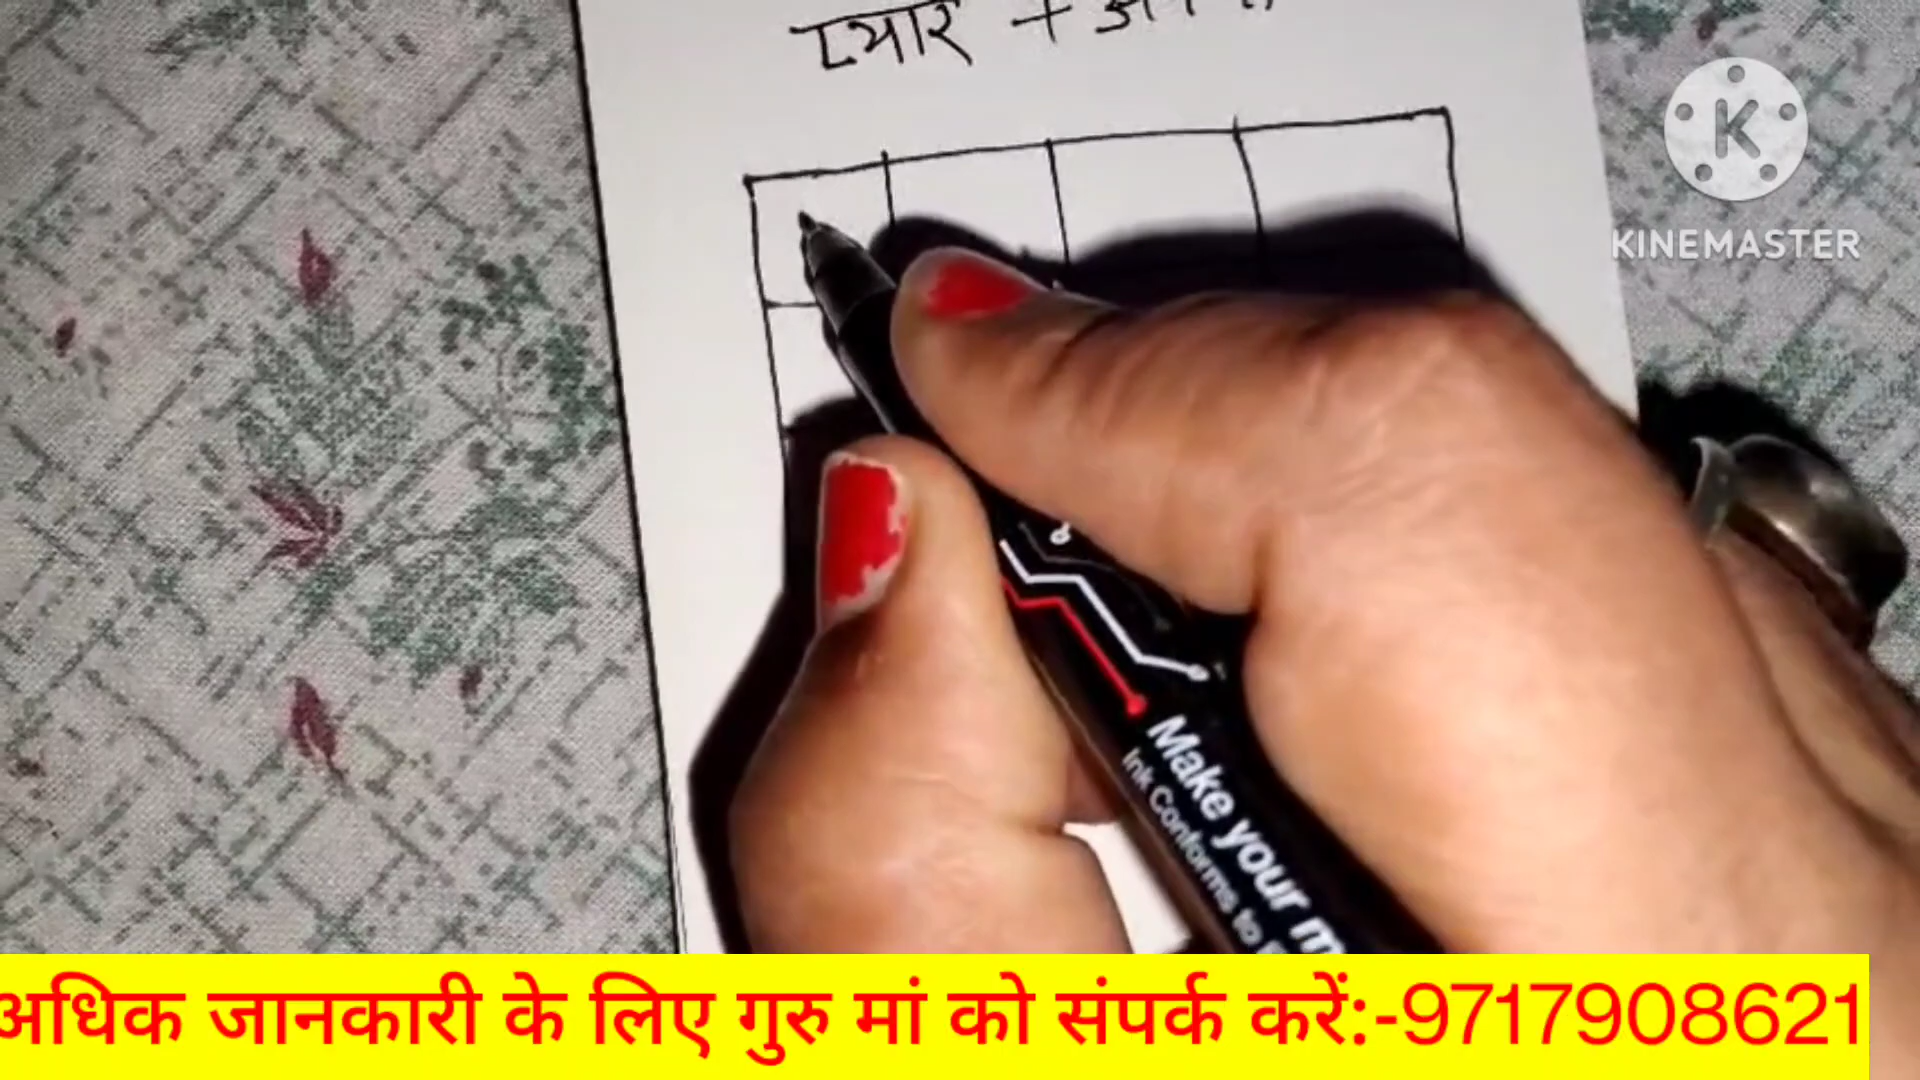 प्यार +
K
KINEMASTER
Make your m
Ink Conforms to
अधिक जानकारी के लिए गुरु मां को संपर्क करें:-9717908621